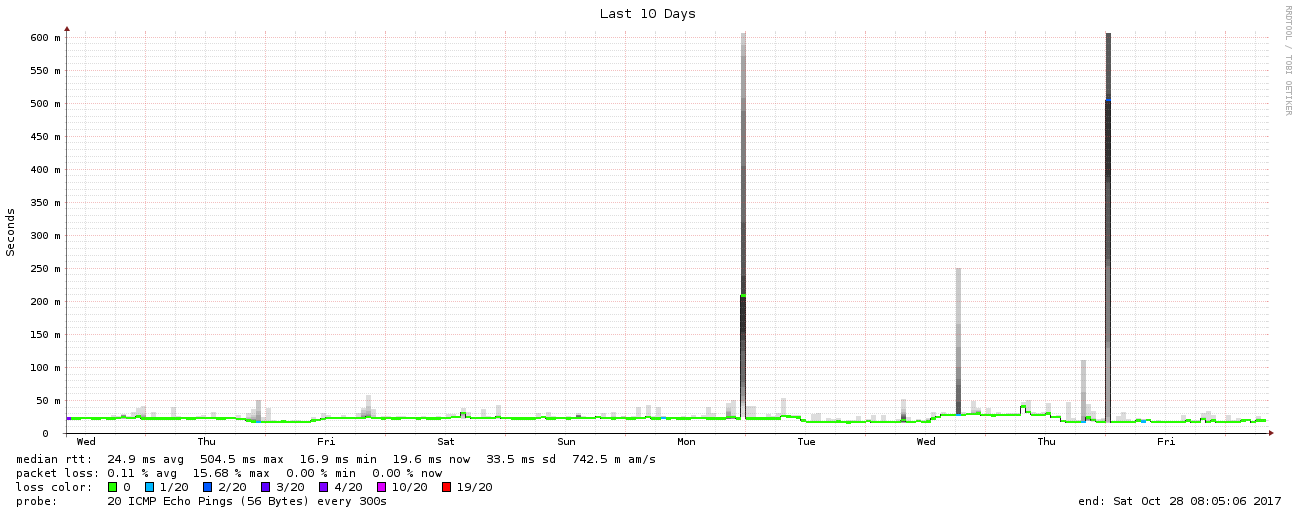 Last 10 Days
RRDTOOL / TOBI OETIKER
Seconds
600 m
550 m
500 m
450 m
400 m
350 m
300 m
250 m
200 m
150 m
100 m
50 m
0
Wed Thu Fri Sat Sun Mon Tue Wed Thu Fri
median rtt: 24.9 ms avg 504.5 ms max 16.9 ms min 19.6 ms now 33.5 ms sd 742.5 m am/s
packet loss: 0.11 % avg 15.68 % max 0.00 % min 0.00 % now
loss color: 0 1/20 2/20 3/20 4/20 10/20 19/20
probe: 20 ICMP Echo Pings (56 Bytes) every 300s end: Sat Oct 28 08:05:06 2017